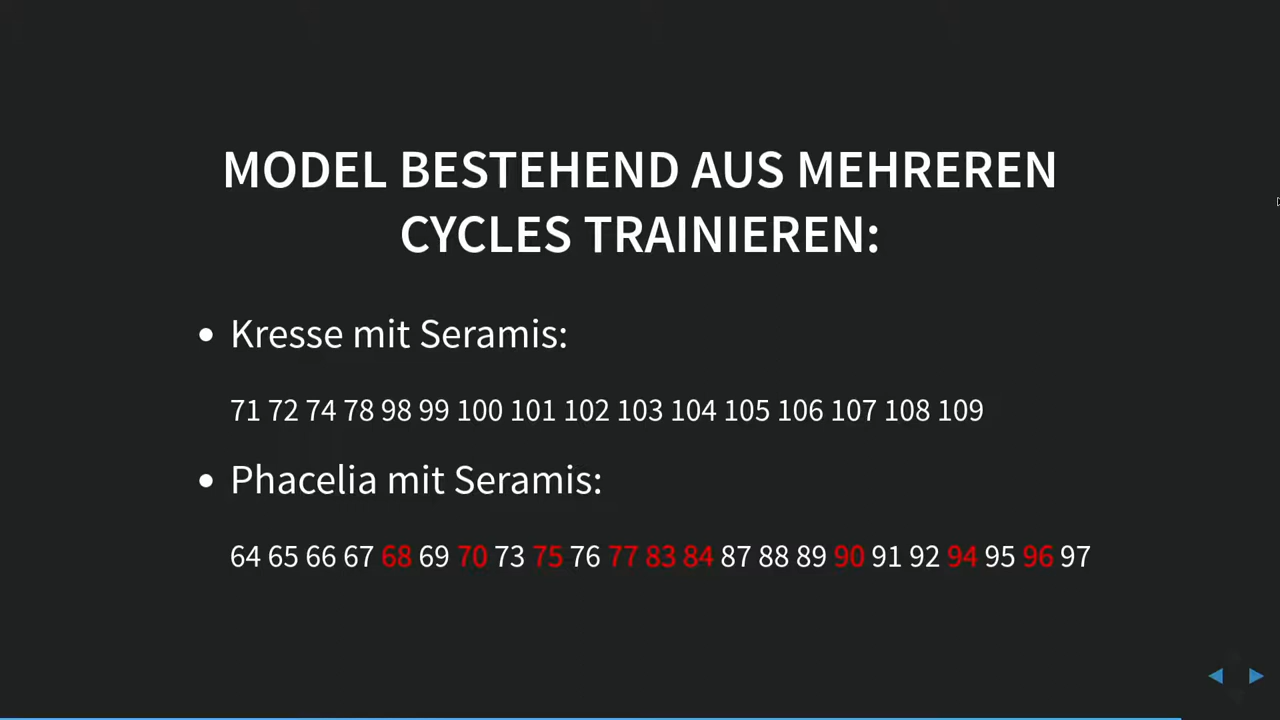 MODEL BESTEHEND AUS MEHREREN
CYCLES TRAINIEREN:
Kresse mit Seramis:
71 72 74 78 98 99 100 101 102 103 104 105 106 107 108 109
Phacelia mit Seramis:
64 65 66 67 68 69 70 73 75 76 77 83 84 87 88 89 90 91 92 94 95 96 97